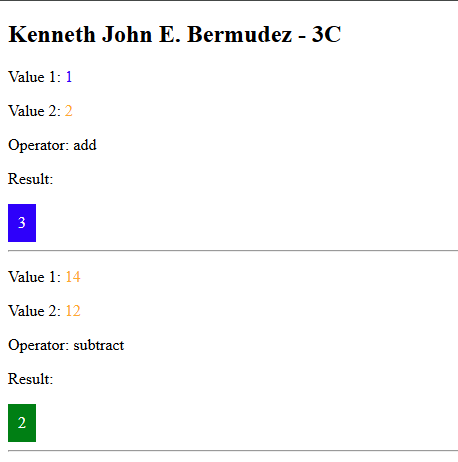 Kenneth John E. Bermudez - 3C
Value 1: 1
Value 2: 2
Operator: add
Result:
3
Value 1: 14
Value 2: 12
Operator: subtract
Result:
2